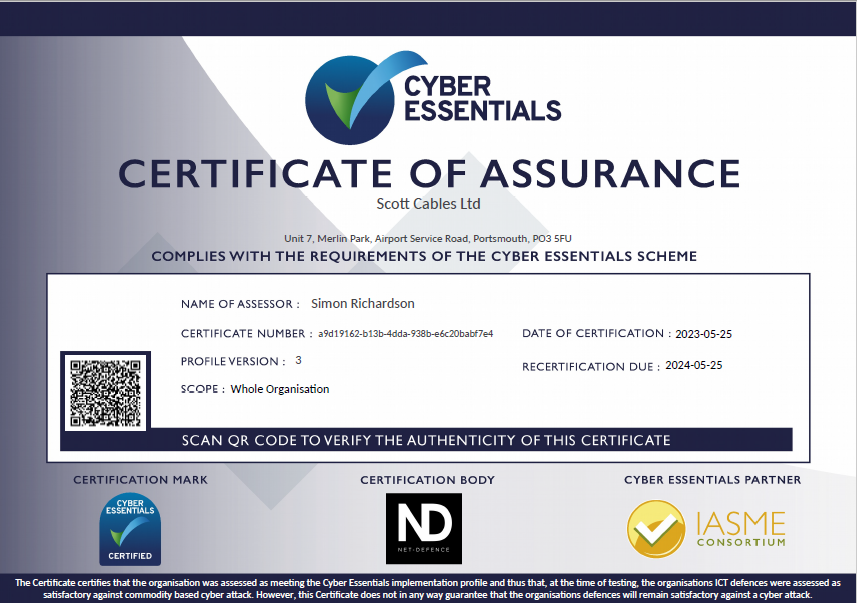 CYBER
ESSENTIALS
CERTIFICATE OF ASSURANCE
Scott Cables Ltd
Unit 7, Merlin Park, Airport Service Road, Portsmouth, PO3 5FU
COMPLIES WITH THE REQUIREMENTS OF THE CYBER ESSENTIALS SCHEME
NAME OF ASSESSOR : Simon Richardson
CERTIFICATE NUMBER : a9d19162-b13b-4dda-938b-e6c20babf7e4
DATE OF CERTIFICATION : 2023-05-25
PROFILE VERSION : 3
RECERTIFICATION DUE : 2024-05-25
SCOPE : Whole Organisation
SCAN QR CODE TO VERIFY THE AUTHENTICITY OF THIS CERTIFICATE
CERTIFICATION MARK
CERTIFICATION BODY
CYBER ESSENTIALS PARTNER
CYBER
ESSENTIALS
CERTIFIED
ND
NET-DEFENCE
IASME
CONSORTIUM
The Certificate certifies that the organisation was assessed as meeting the Cyber Essentials implementation profile and thus that, at the time of testing, the organisations ICT defences were assessed as
satisfactory against commodity based cyber attack. However, this Certificate does not in any way guarantee that the organisations defences will remain satisfactory against a cyber attack.